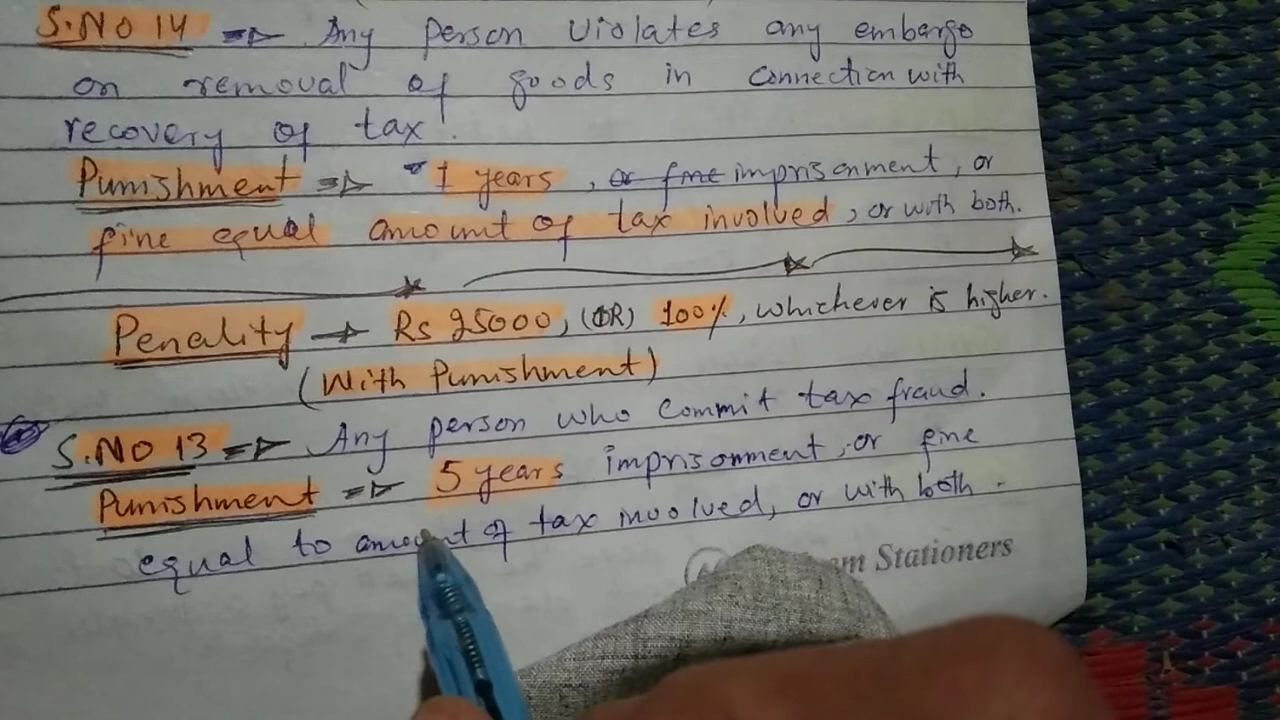 S.NO 14 => Any person violates any embargo
on removal of goods in connection with
recovery of tax.
Punishment => 1 years, or fine imprisonment, or
fine equal amount of tax involved, or with both.
Penality → Rs 25000, (OR) 100%, whichever is higher.
(With Punishment)
S.NO 13 => Any person who commit tax fraud.
Punishment => 5 years imprisonment, or fine
equal to amount of tax involved, or with both.
Stationers